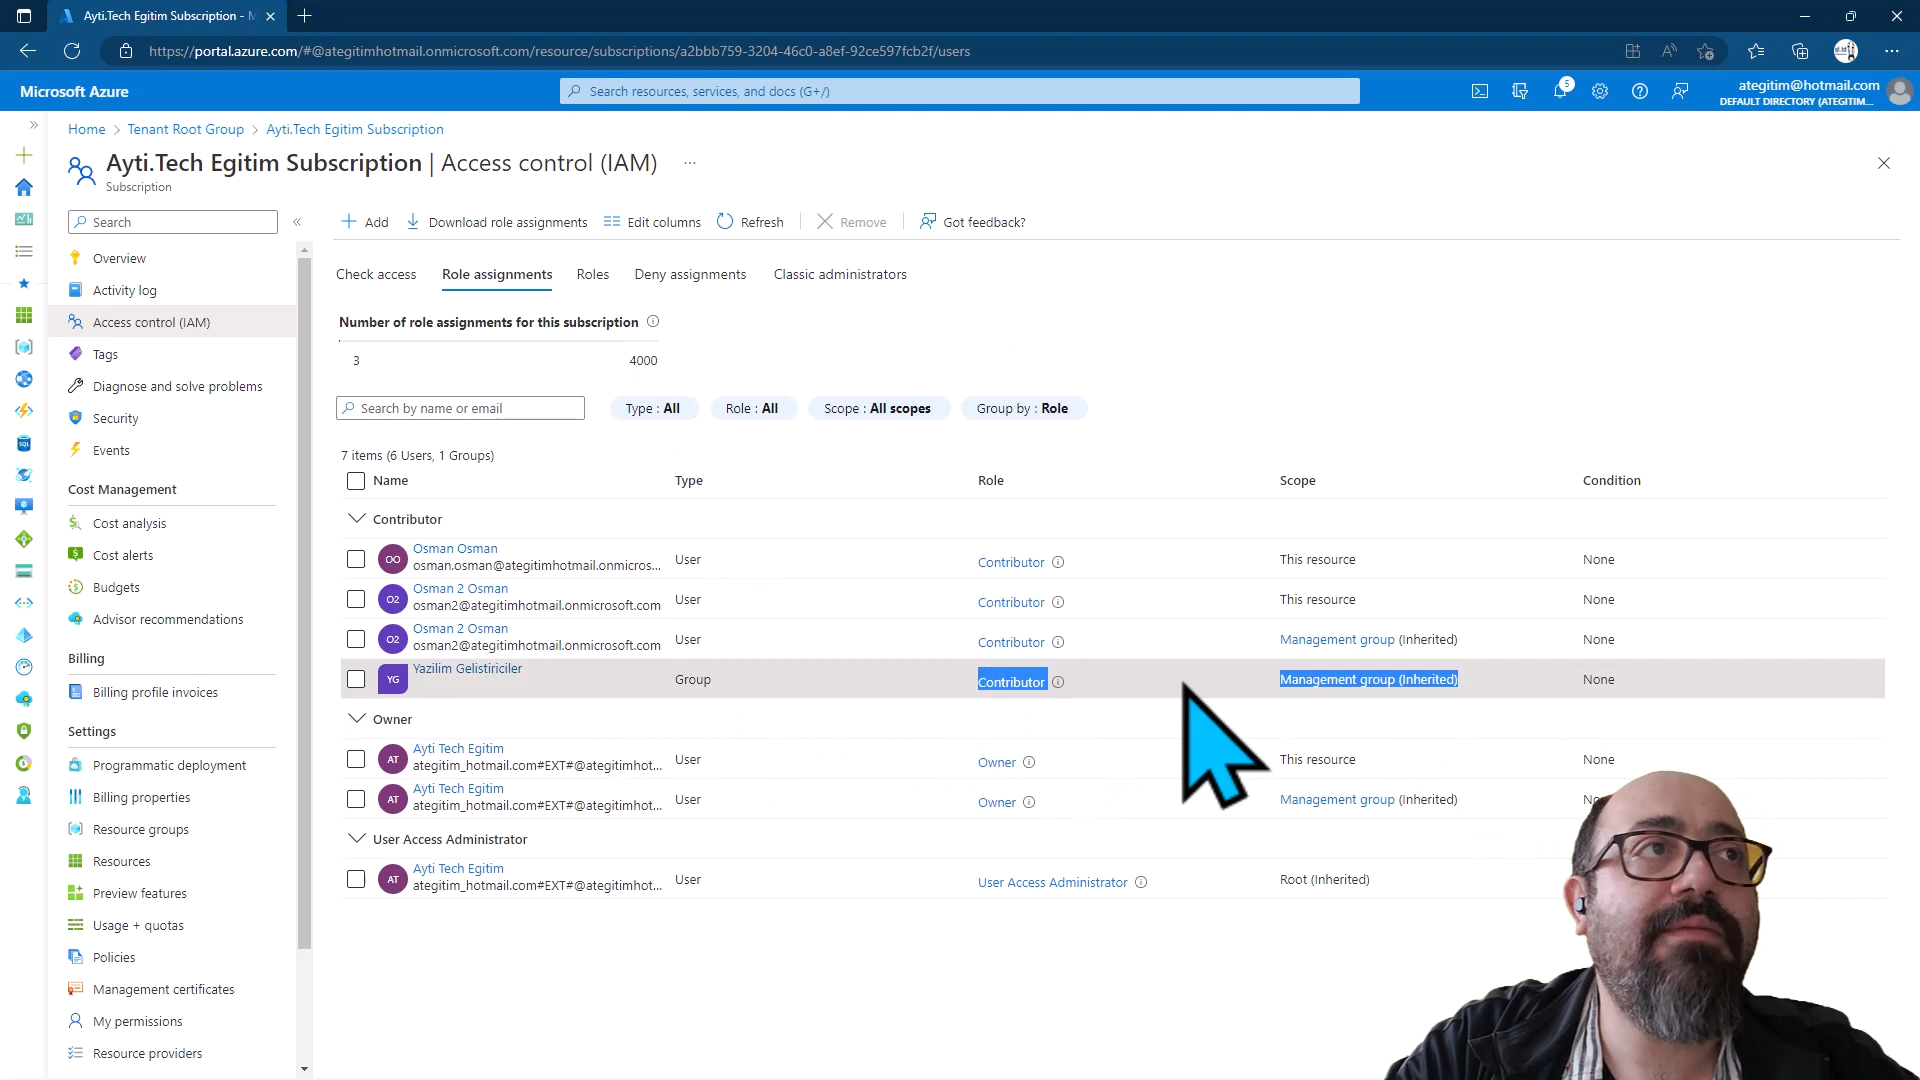 Ayti.Tech Egitim Subscription - M
https://portal.azure.com/#@ategitimhotmail.onmicrosoft.com/resource/subscriptions/a2bbb759-3204-46c0-a8ef-92ce597fcb2f/users
Microsoft Azure
Search resources, services, and docs (G+/)
5
ategitim@hotmail.com
DEFAULT DIRECTORY (ATEGITIM...
Home > Tenant Root Group > Ayti.Tech Egitim Subscription
Ayti.Tech Egitim Subscription | Access control (IAM) ...
Subscription
Search
Overview
Activity log
Access control (IAM)
Tags
Diagnose and solve problems
Security
Events
Cost Management
Cost analysis
Cost alerts
Budgets
Advisor recommendations
Billing
Billing profile invoices
Settings
Programmatic deployment
Billing properties
Resource groups
Resources
Preview features
Usage + quotas
Policies
Management certificates
My permissions
Resource providers
Add Download role assignments Edit columns Refresh Remove Got feedback?
Check access Role assignments Roles Deny assignments Classic administrators
Number of role assignments for this subscription
3 4000
Search by name or email Type : All Role : All Scope : All scopes Group by : Role
7 items (6 Users, 1 Groups)
Name Type Role Scope Condition
Contributor
OO Osman Osman
osman.osman@ategitimhotmail.onmicros... User Contributor This resource None
O2 Osman 2 Osman
osman2@ategitimhotmail.onmicrosoft.com User Contributor This resource None
O2 Osman 2 Osman
osman2@ategitimhotmail.onmicrosoft.com User Contributor Management group (Inherited) None
YG Yazilim Gelistiriciler
Group Contributor Management group (Inherited) None
Owner
AT Ayti Tech Egitim
ategitim_hotmail.com#EXT#@ategitimhot... User Owner This resource None
AT Ayti Tech Egitim
ategitim_hotmail.com#EXT#@ategitimhot... User Owner Management group (Inherited)
User Access Administrator
AT Ayti Tech Egitim
ategitim_hotmail.com#EXT#@ategitimhot... User User Access Administrator Root (Inherited)